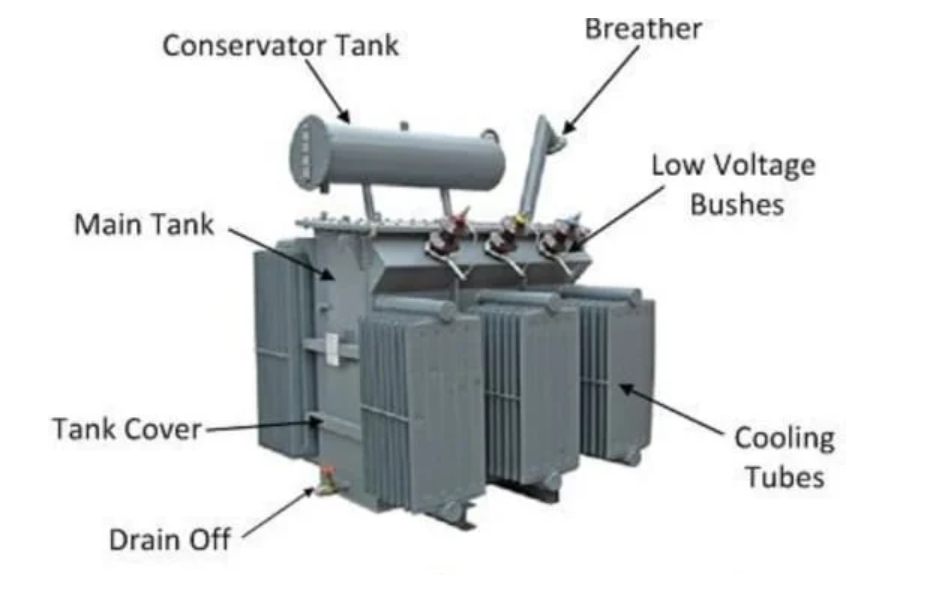 Breather
Conservator Tank
Low Voltage
Bushes
Main Tank
Tank Cover
Cooling
Tubes
Drain Off